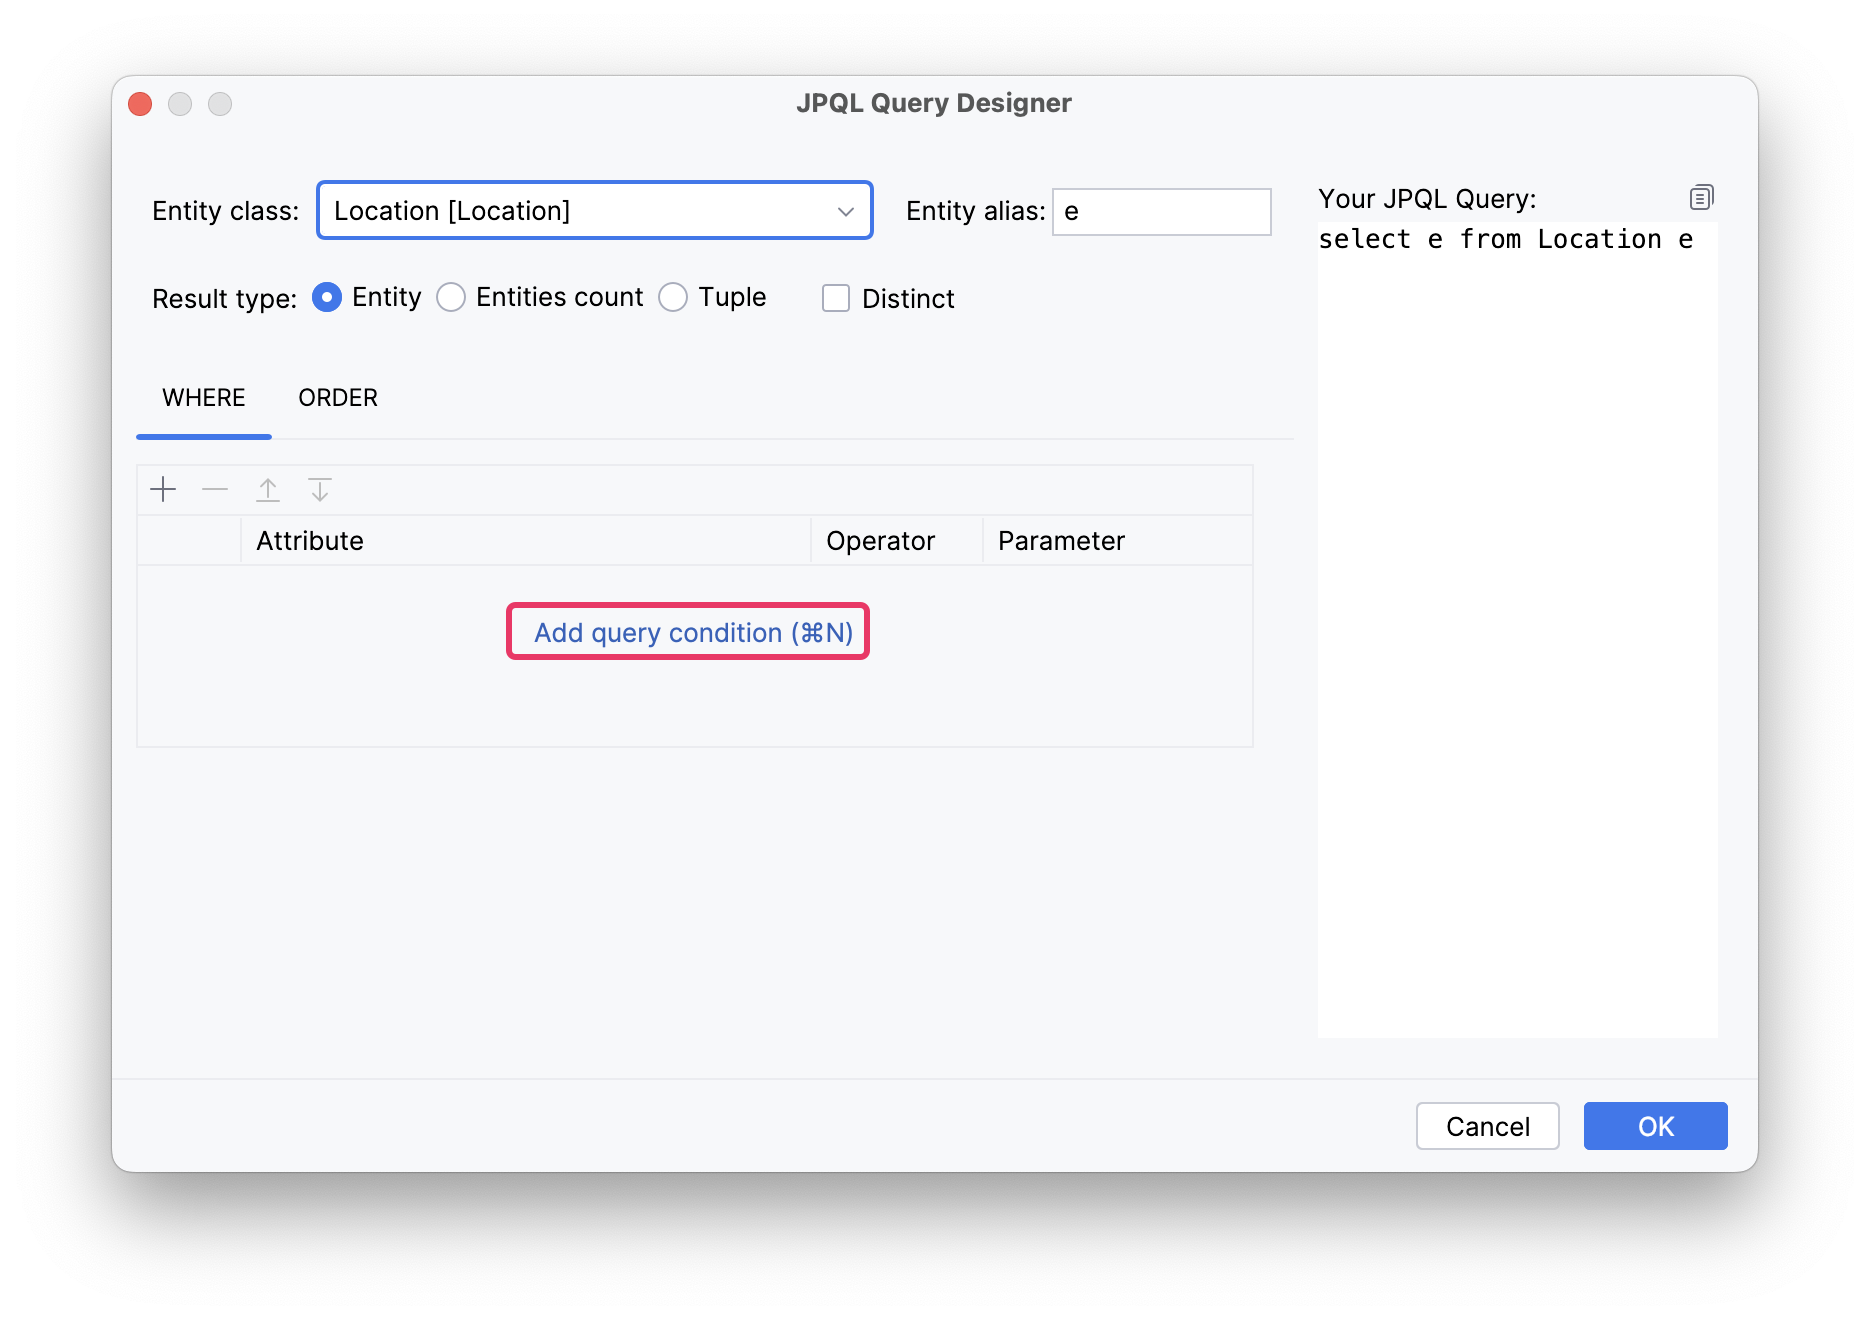 JPQL Query Designer
Entity class: Location [Location] Entity alias: e
Result type: Entity Entities count Tuple Distinct
WHERE ORDER
Attribute Operator Parameter
Add query condition (⌘N)
Your JPQL Query:
select e from Location e
Cancel OK